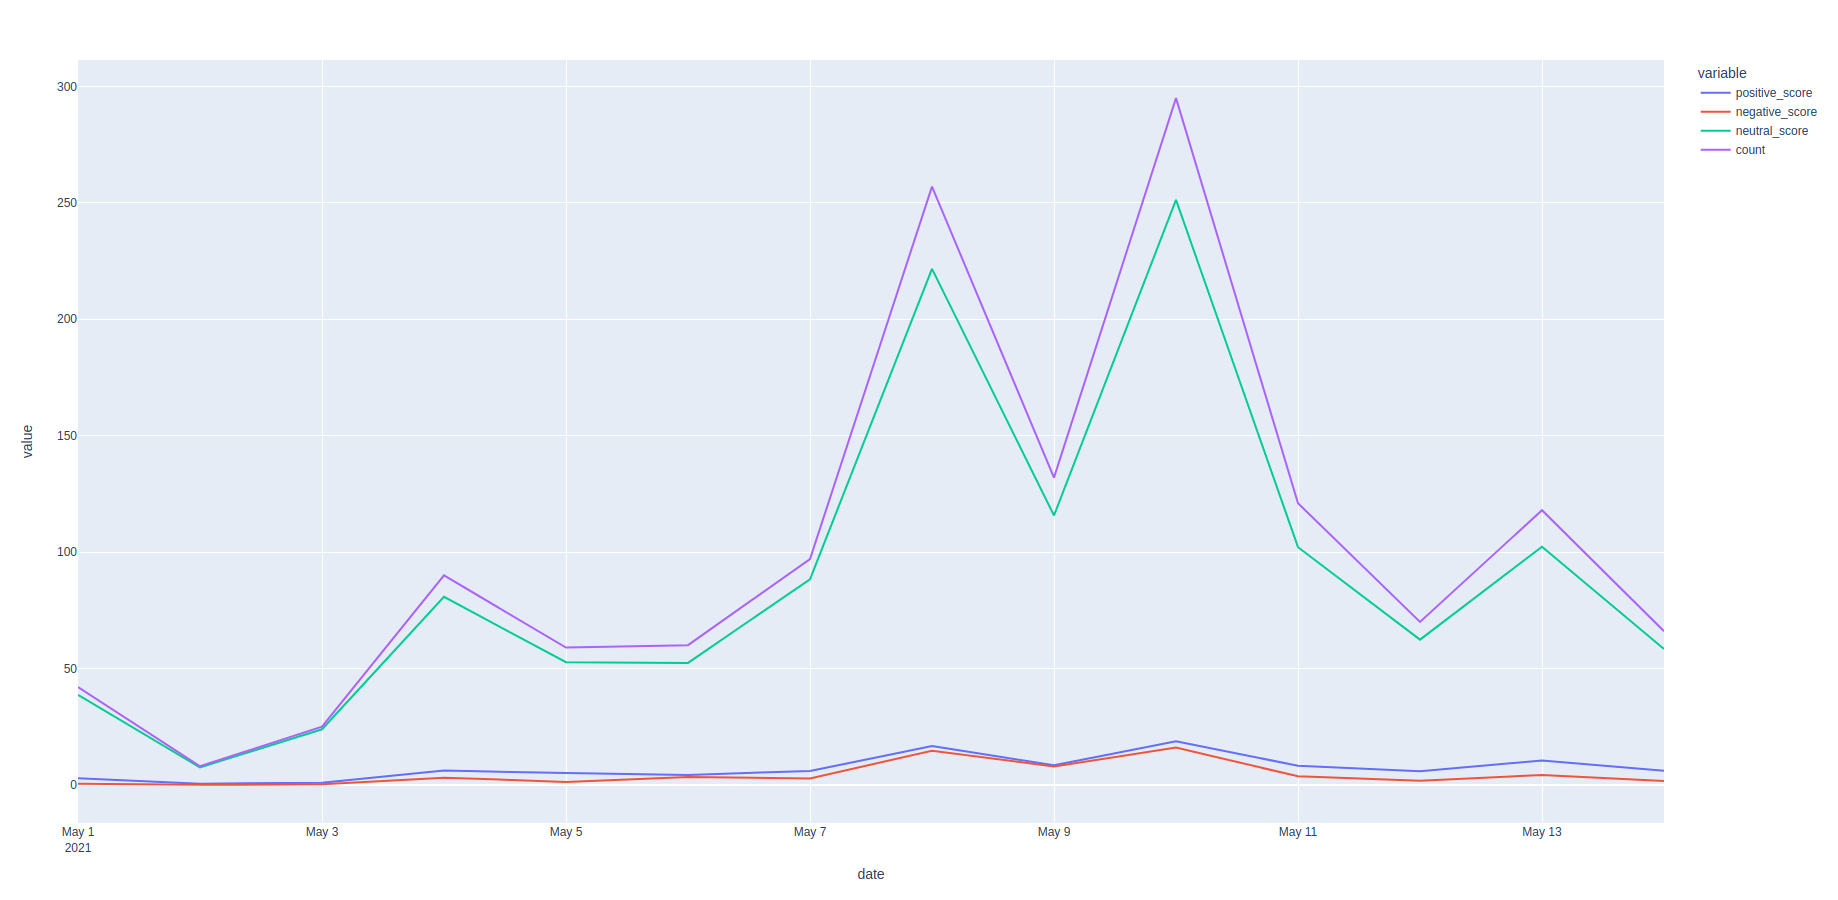 variable
positive_score
negative_score
neutral_score
count
300
250
200
150
100
50
0
value
May 1
2021
May 3
May 5
May 7
May 9
May 11
May 13
date